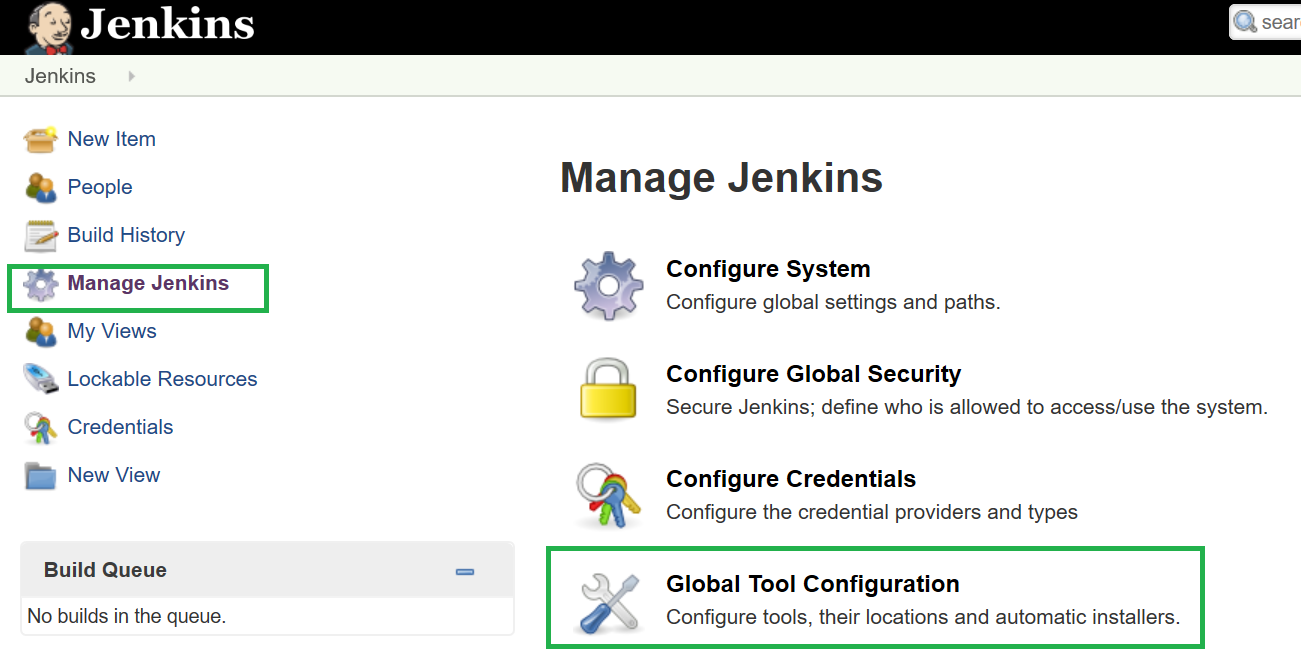 Jenkins
Jenkins
New Item
People
Build History
Manage Jenkins
My Views
Lockable Resources
Credentials
New View
Build Queue
No builds in the queue.
Manage Jenkins
Configure System
Configure global settings and paths.
Configure Global Security
Secure Jenkins; define who is allowed to access/use the system.
Configure Credentials
Configure the credential providers and types
Global Tool Configuration
Configure tools, their locations and automatic installers.